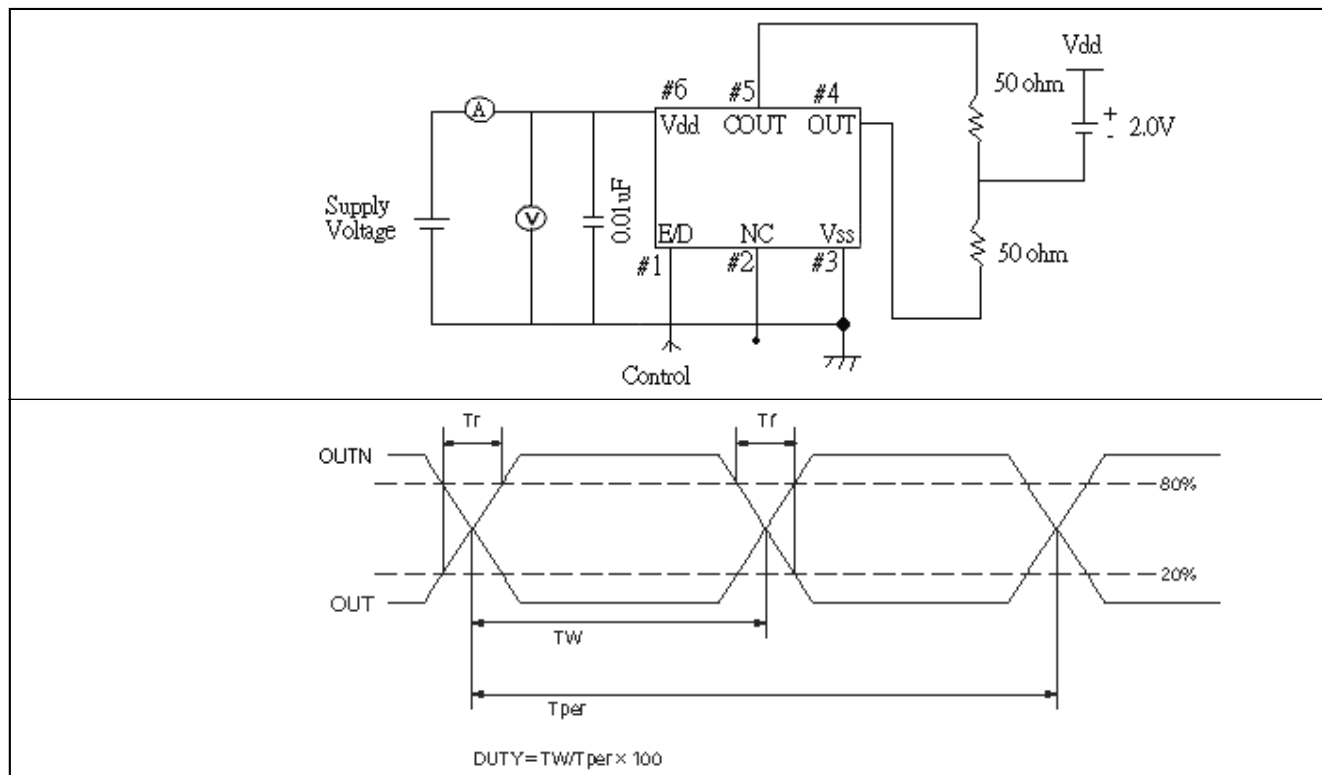 Vdd
50 ohm
#6 #5 #4
A
Vdd COUT OUT
+
-
2.0V
0.01uF
Supply
Voltage
V
E/D NC Vss
#1 #2 #3
50 ohm
Control
Tr Tf
OUTN
80%
20%
OUT
TW
Tper
DUTY=TW/Tper× 100